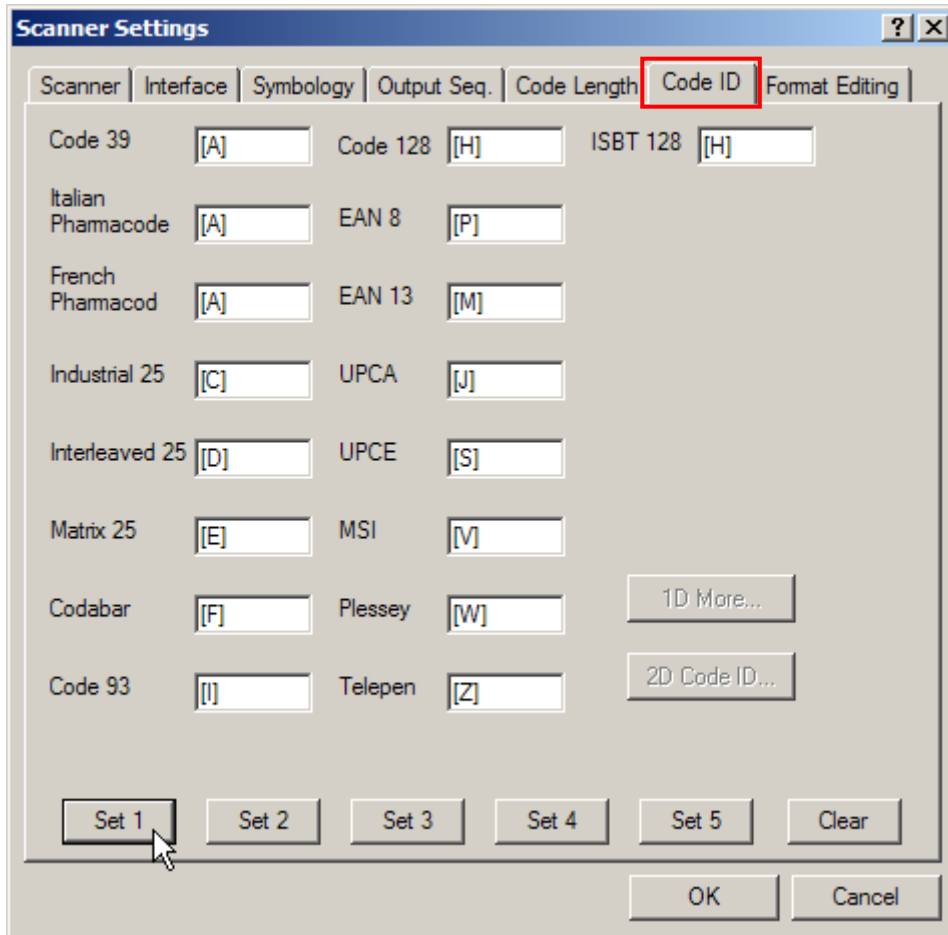 Scanner Settings
Scanner Interface Symbology Output Seq. Code Length Code ID Format Editing
Code 39 [A] Code 128 [H] ISBT 128 [H]
Italian
Pharmacode [A] EAN 8 [P]
French
Pharmacod [A] EAN 13 [M]
Industrial 25 [C] UPCA [J]
Interleaved 25 [D] UPCE [S]
Matrix 25 [E] MSI [V]
Codabar [F] Plessey [W] 1D More...
Code 93 [I] Telepen [Z] 2D Code ID...
Set 1 Set 2 Set 3 Set 4 Set 5 Clear
OK Cancel